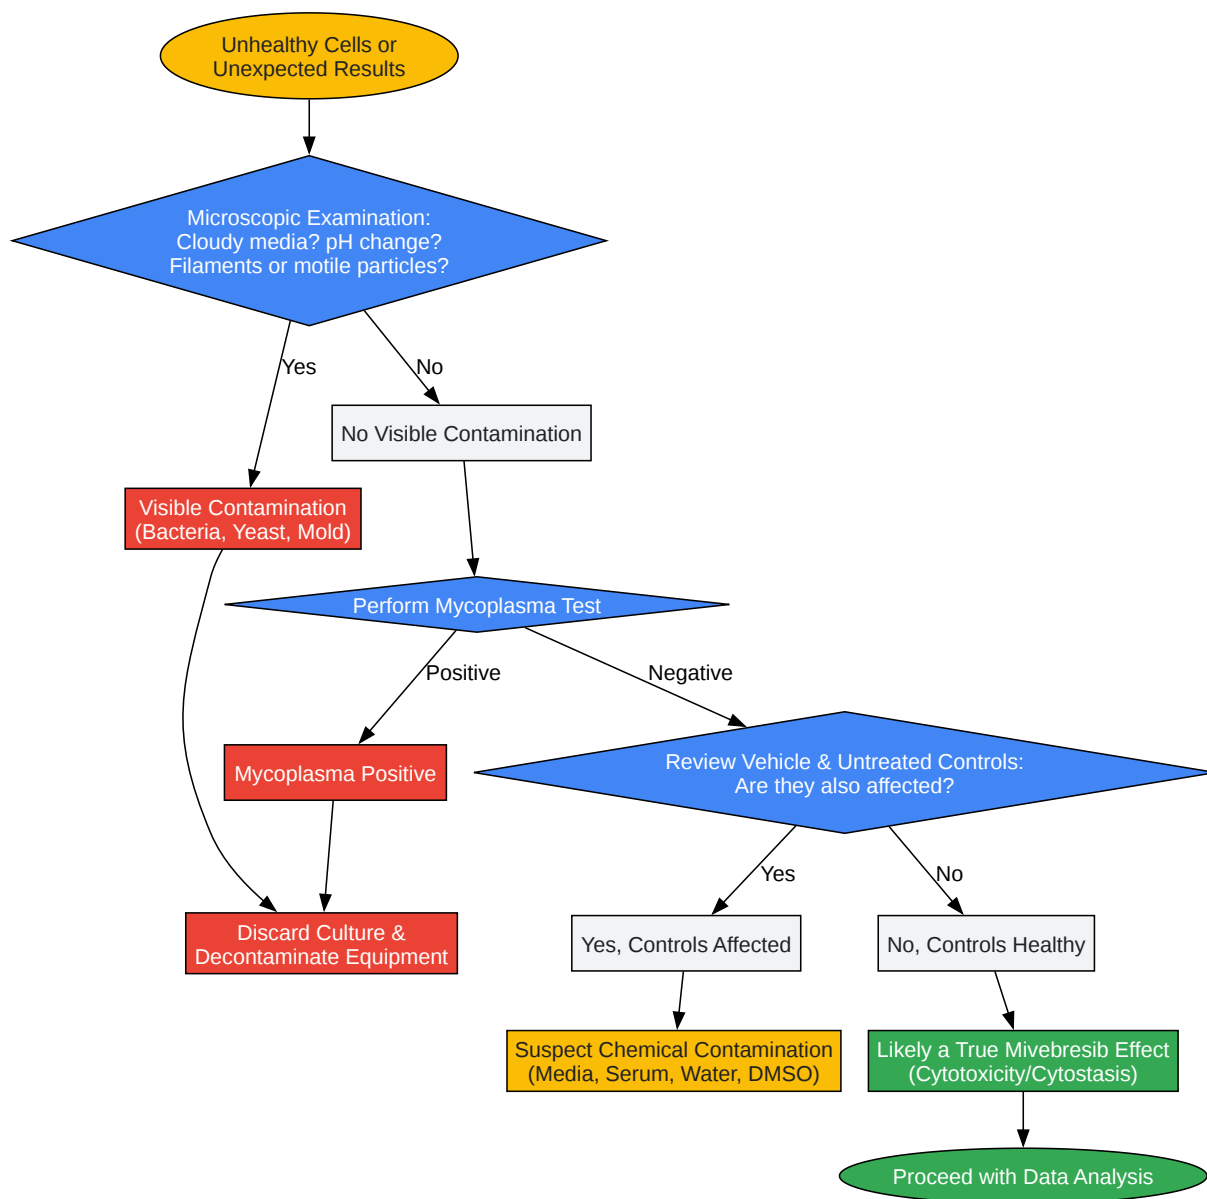 Unhealthy Cells or
Unexpected Results
Microscopic Examination:
Cloudy media? pH change?
Filaments or motile particles?
Yes
No
No Visible Contamination
Visible Contamination
(Bacteria, Yeast, Mold)
Perform Mycoplasma Test
Positive
Negative
Mycoplasma Positive
Review Vehicle & Untreated Controls:
Are they also affected?
Yes
No
Discard Culture &
Decontaminate Equipment
Yes, Controls Affected
No, Controls Healthy
Suspect Chemical Contamination
(Media, Serum, Water, DMSO)
Likely a True Mivebresib Effect
(Cytotoxicity/Cytostasis)
Proceed with Data Analysis